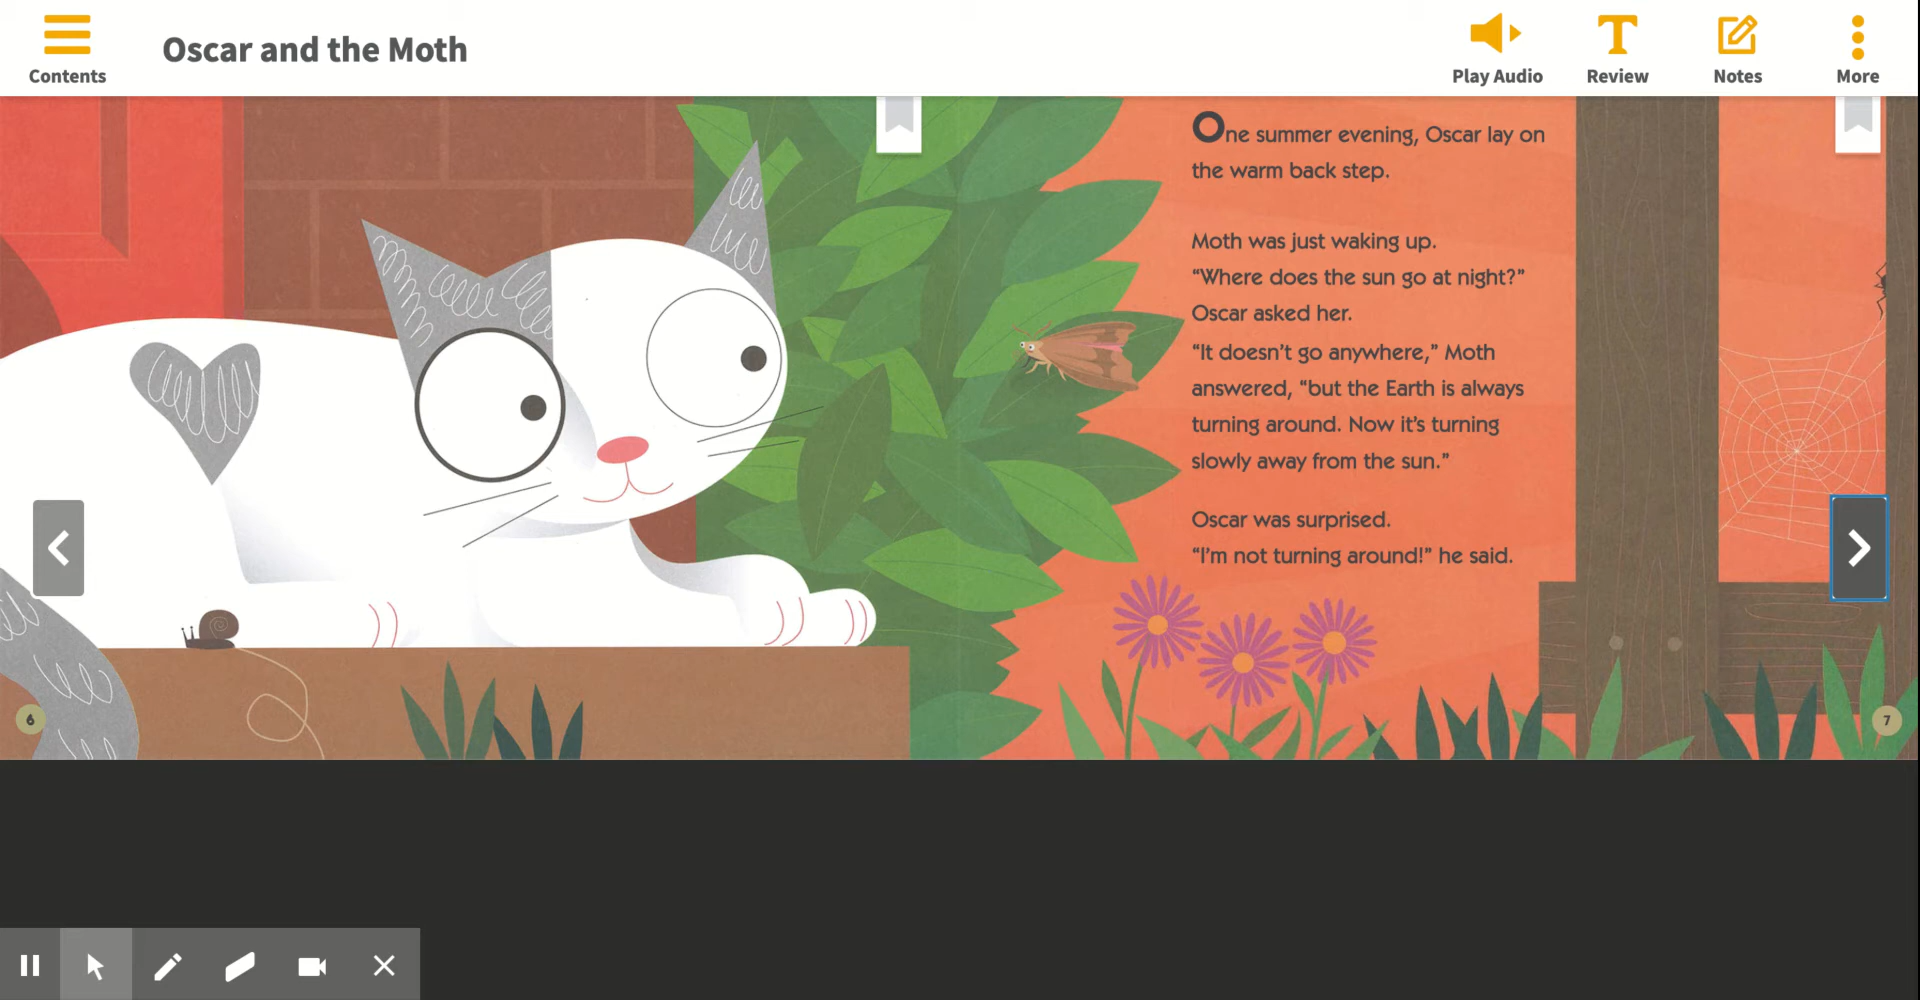 Contents
Oscar and the Moth
Play Audio
Review
Notes
More
One summer evening, Oscar lay on
the warm back step.
Moth was just waking up.
“Where does the sun go at night?”
Oscar asked her.
“It doesn’t go anywhere,” Moth
answered, “but the Earth is always
turning around. Now it’s turning
slowly away from the sun.”
Oscar was surprised.
“I’m not turning around!” he said.
6
7